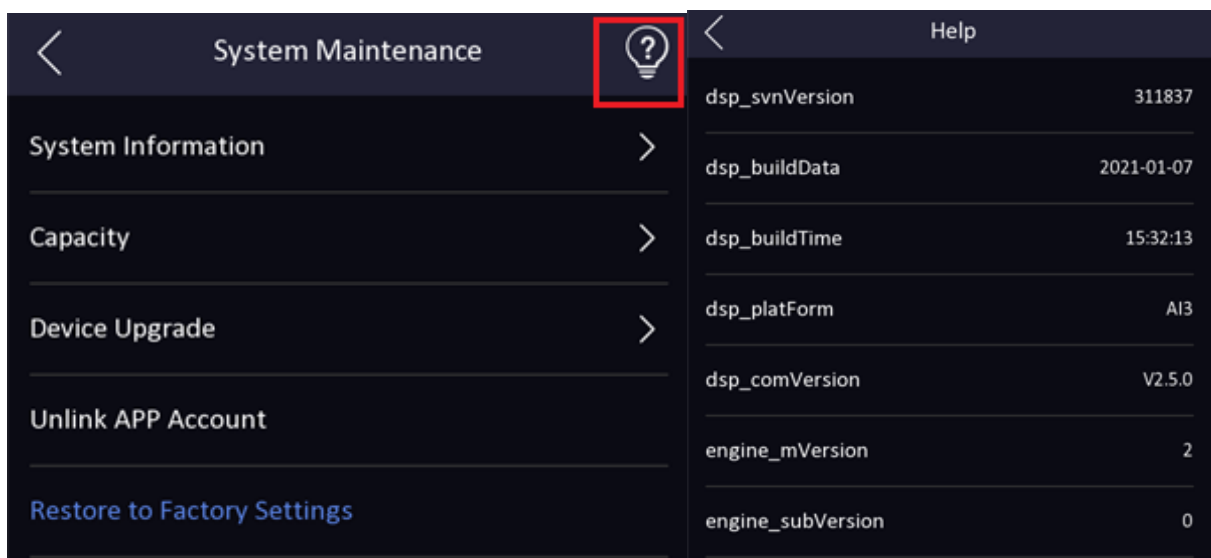 System Maintenance
System Information
Capacity
Device Upgrade
Unlink APP Account
Restore to Factory Settings
Help
dsp_svnVersion 311837
dsp_buildData 2021-01-07
dsp_buildTime 15:32:13
dsp_platForm AI3
dsp_comVersion V2.5.0
engine_mVersion 2
engine_subVersion 0